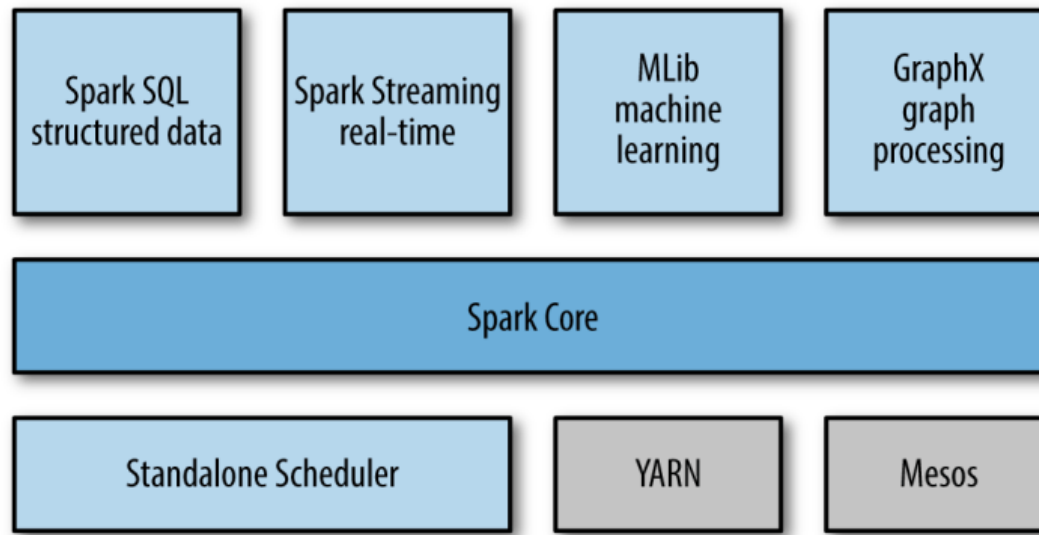 Spark SQL
structured data
Spark Streaming
real-time
MLib
machine
learning
GraphX
graph
processing
Spark Core
Standalone Scheduler
YARN
Mesos